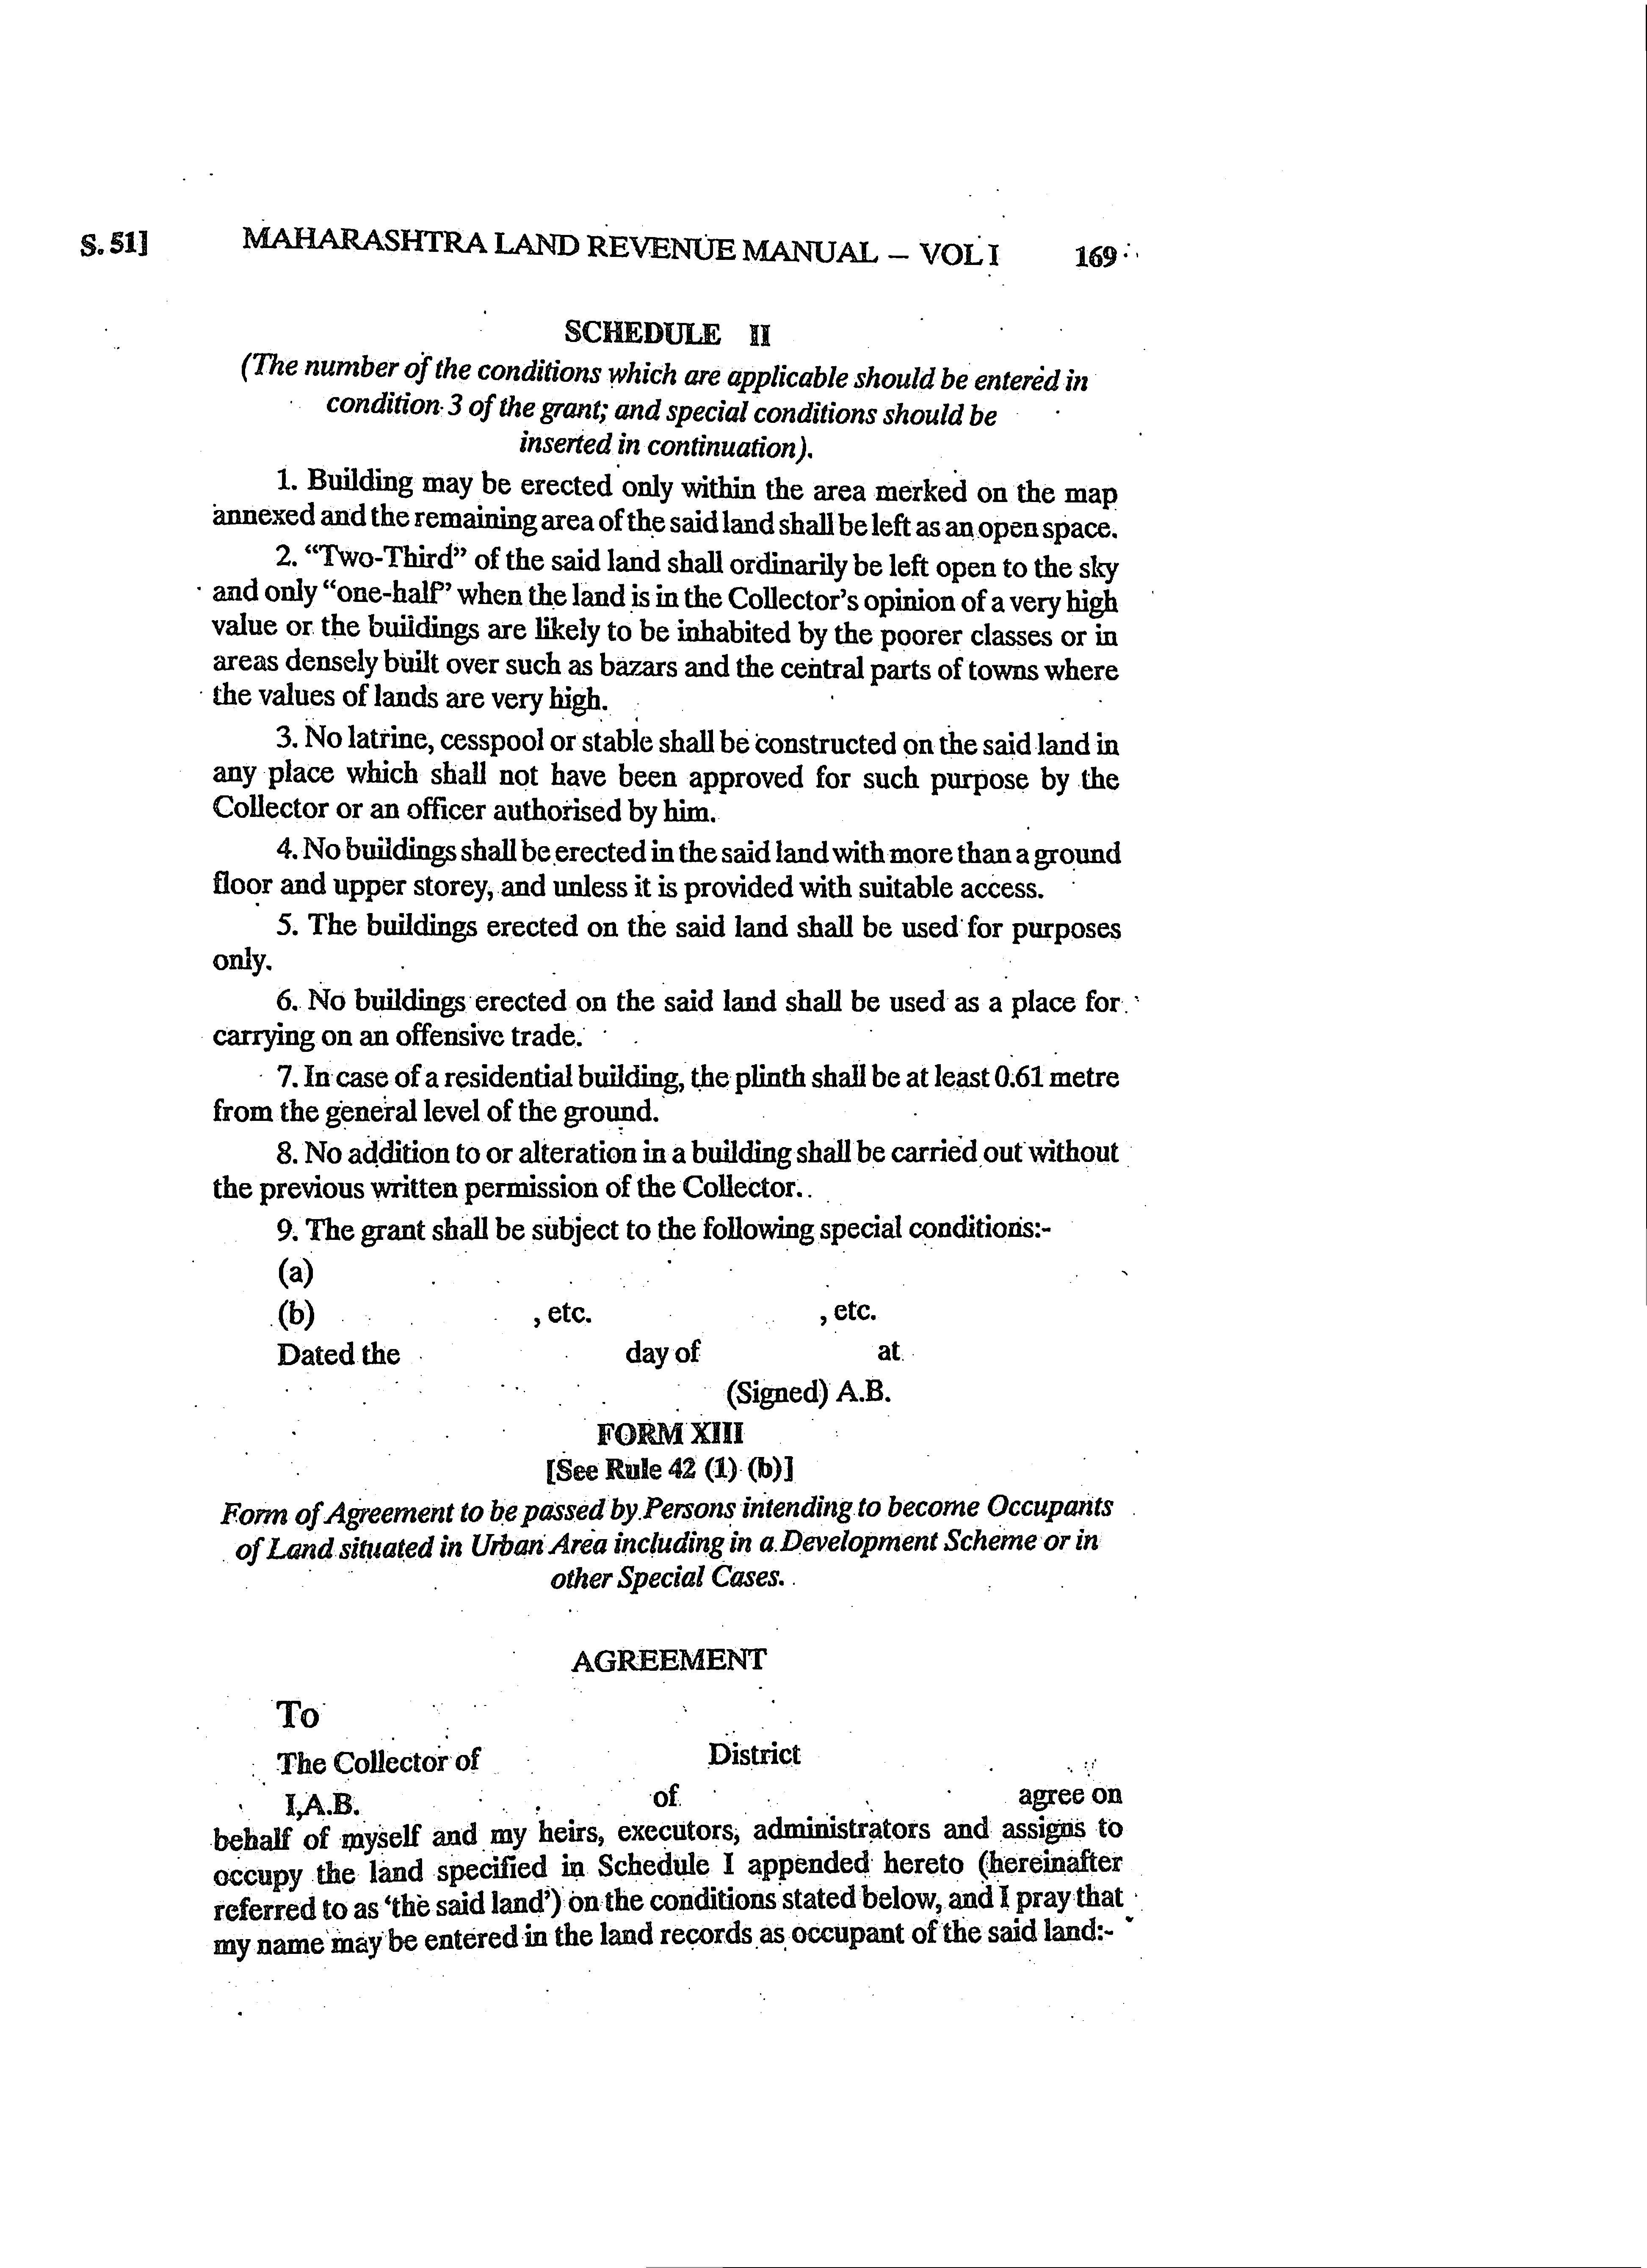 S. 51] MAHARASHTRA LAND REVENUE MANUAL – VOL I 169
SCHEDULE II
(The number of the conditions which are applicable should be entered in
condition 3 of the grant; and special conditions should be
inserted in continuation).
1. Building may be erected only within the area merked on the map
annexed and the remaining area of the said land shall be left as an open space.
2. “Two-Third” of the said land shall ordinarily be left open to the sky
and only “one-half’ when the land is in the Collector’s opinion of a very high
value or the buildings are likely to be inhabited by the poorer classes or in
areas densely built over such as bazars and the central parts of towns where
the values of lands are very high.
3. No latrine, cesspool or stable shall be constructed on the said land in
any place which shall not have been approved for such purpose by the
Collector or an officer authorised by him.
4. No buildings shall be erected in the said land with more than a ground
floor and upper storey, and unless it is provided with suitable access.
5. The buildings erected on the said land shall be used for purposes
only.
6. No buildings erected on the said land shall be used as a place for
carrying on an offensive trade.
7. In case of a residential building, the plinth shall be at least 0.61 metre
from the general level of the ground.
8. No addition to or alteration in a building shall be carried out without
the previous written permission of the Collector.
9. The grant shall be subject to the following special conditions:-
(a)
(b) , etc. , etc.
Dated the day of at
(Signed) A.B.
FORM XIII
[See Rule 42 (1) (b)]
Form of Agreement to be passed by Persons intending to become Occupants
of Land situated in Urban Area including in a Development Scheme or in
other Special Cases.
AGREEMENT
To
The Collector of District
I,A.B. of agree on
behalf of myself and my heirs, executors, administrators and assigns to
occupy the land specified in Schedule I appended hereto (hereinafter
referred to as ‘the said land’) on the conditions stated below, and I pray that
my name may be entered in the land records as occupant of the said land:-